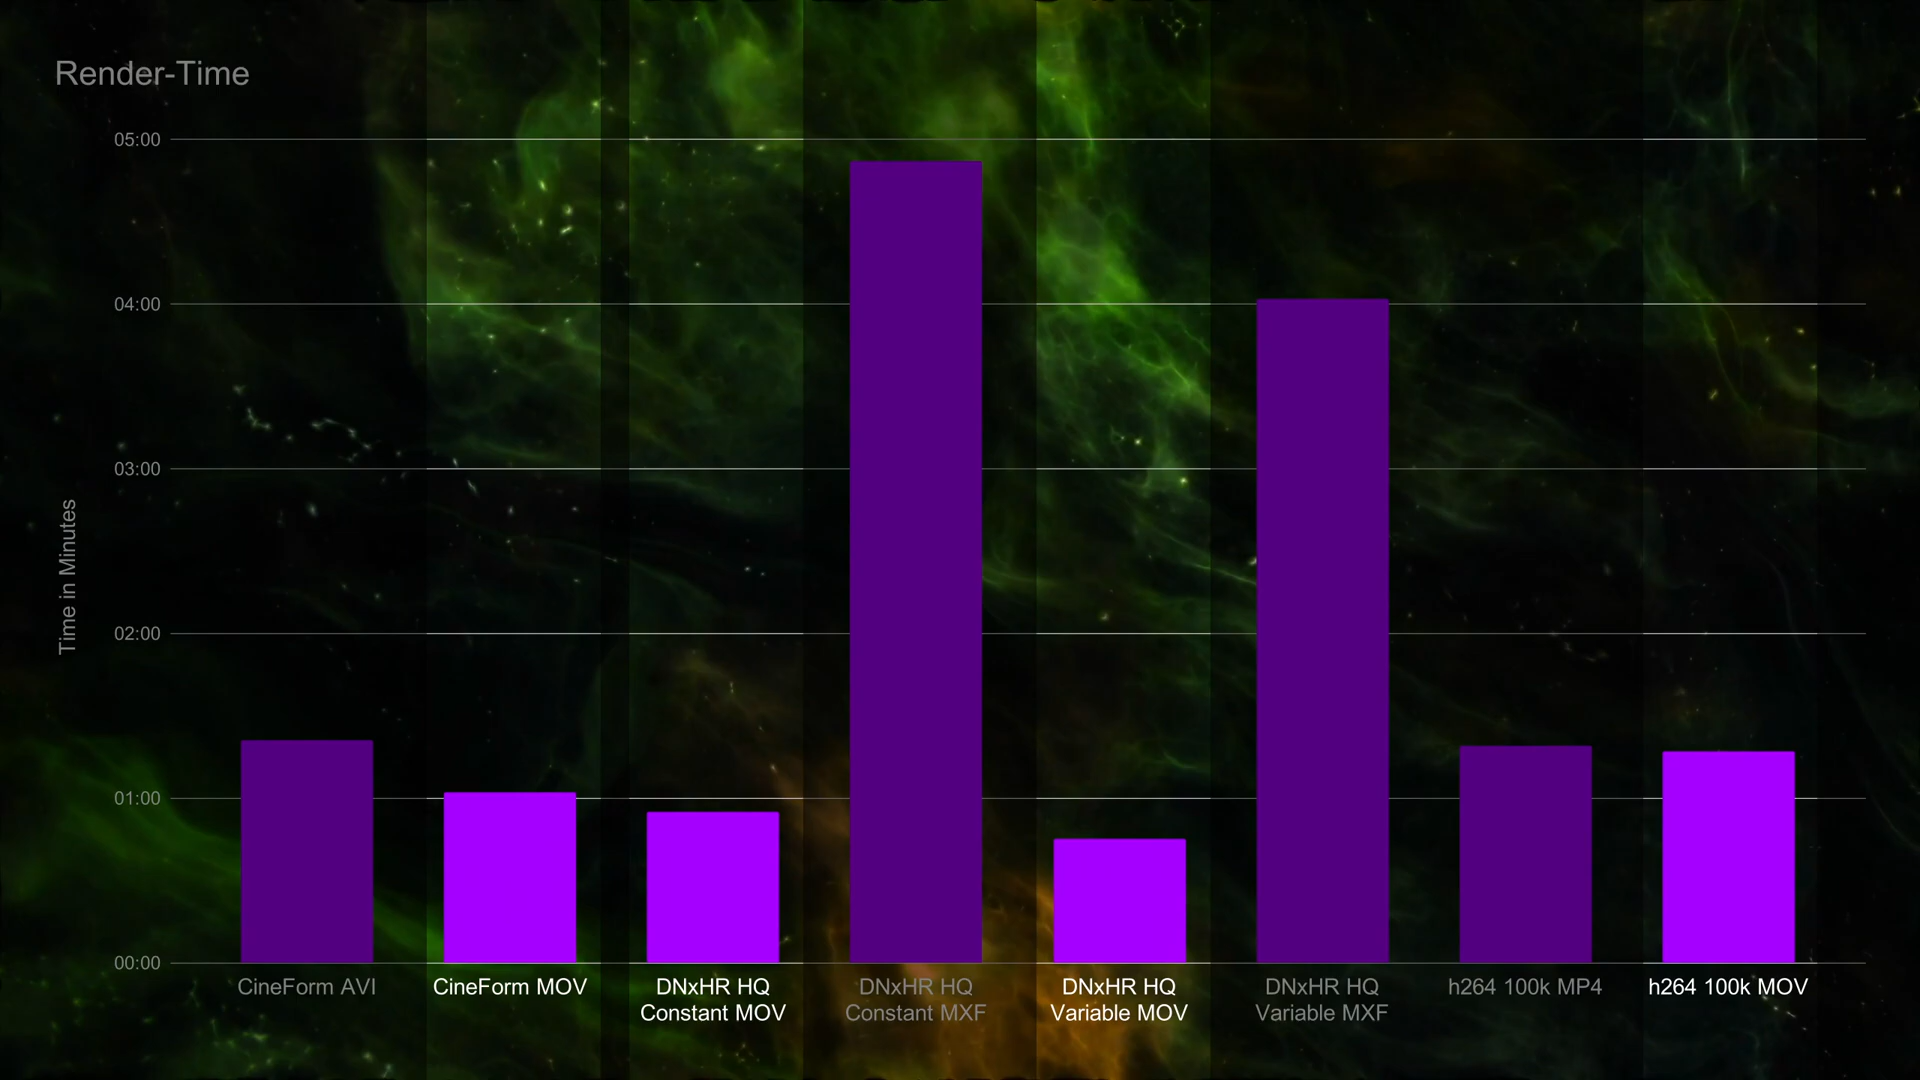 Render-Time
05:00
04:00
03:00
02:00
01:00
00:00
Time in Minutes
CineForm AVI
CineForm MOV
DNxHR HQ
Constant MOV
DNxHR HQ
Constant MXF
DNxHR HQ
Variable MOV
DNxHR HQ
Variable MXF
h264 100k MP4
h264 100k MOV